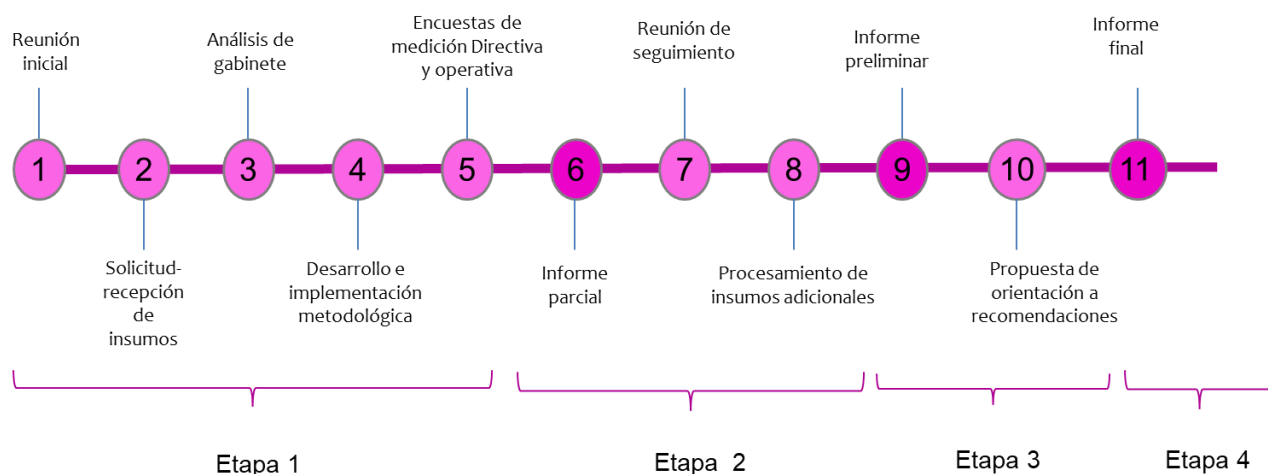 Reunión
inicial
Análisis de
gabinete
Encuestas de
medición Directiva
y operativa
Reunión de
seguimiento
Informe
preliminar
Informe
final
1
2
3
4
5
6
7
8
9
10
11
Solicitud-
recepción
de
insumos
Desarrollo e
implementación
metodológica
Informe
parcial
Procesamiento de
insumos adicionales
Propuesta de
orientación a
recomendaciones
Etapa 1
Etapa 2
Etapa 3
Etapa 4